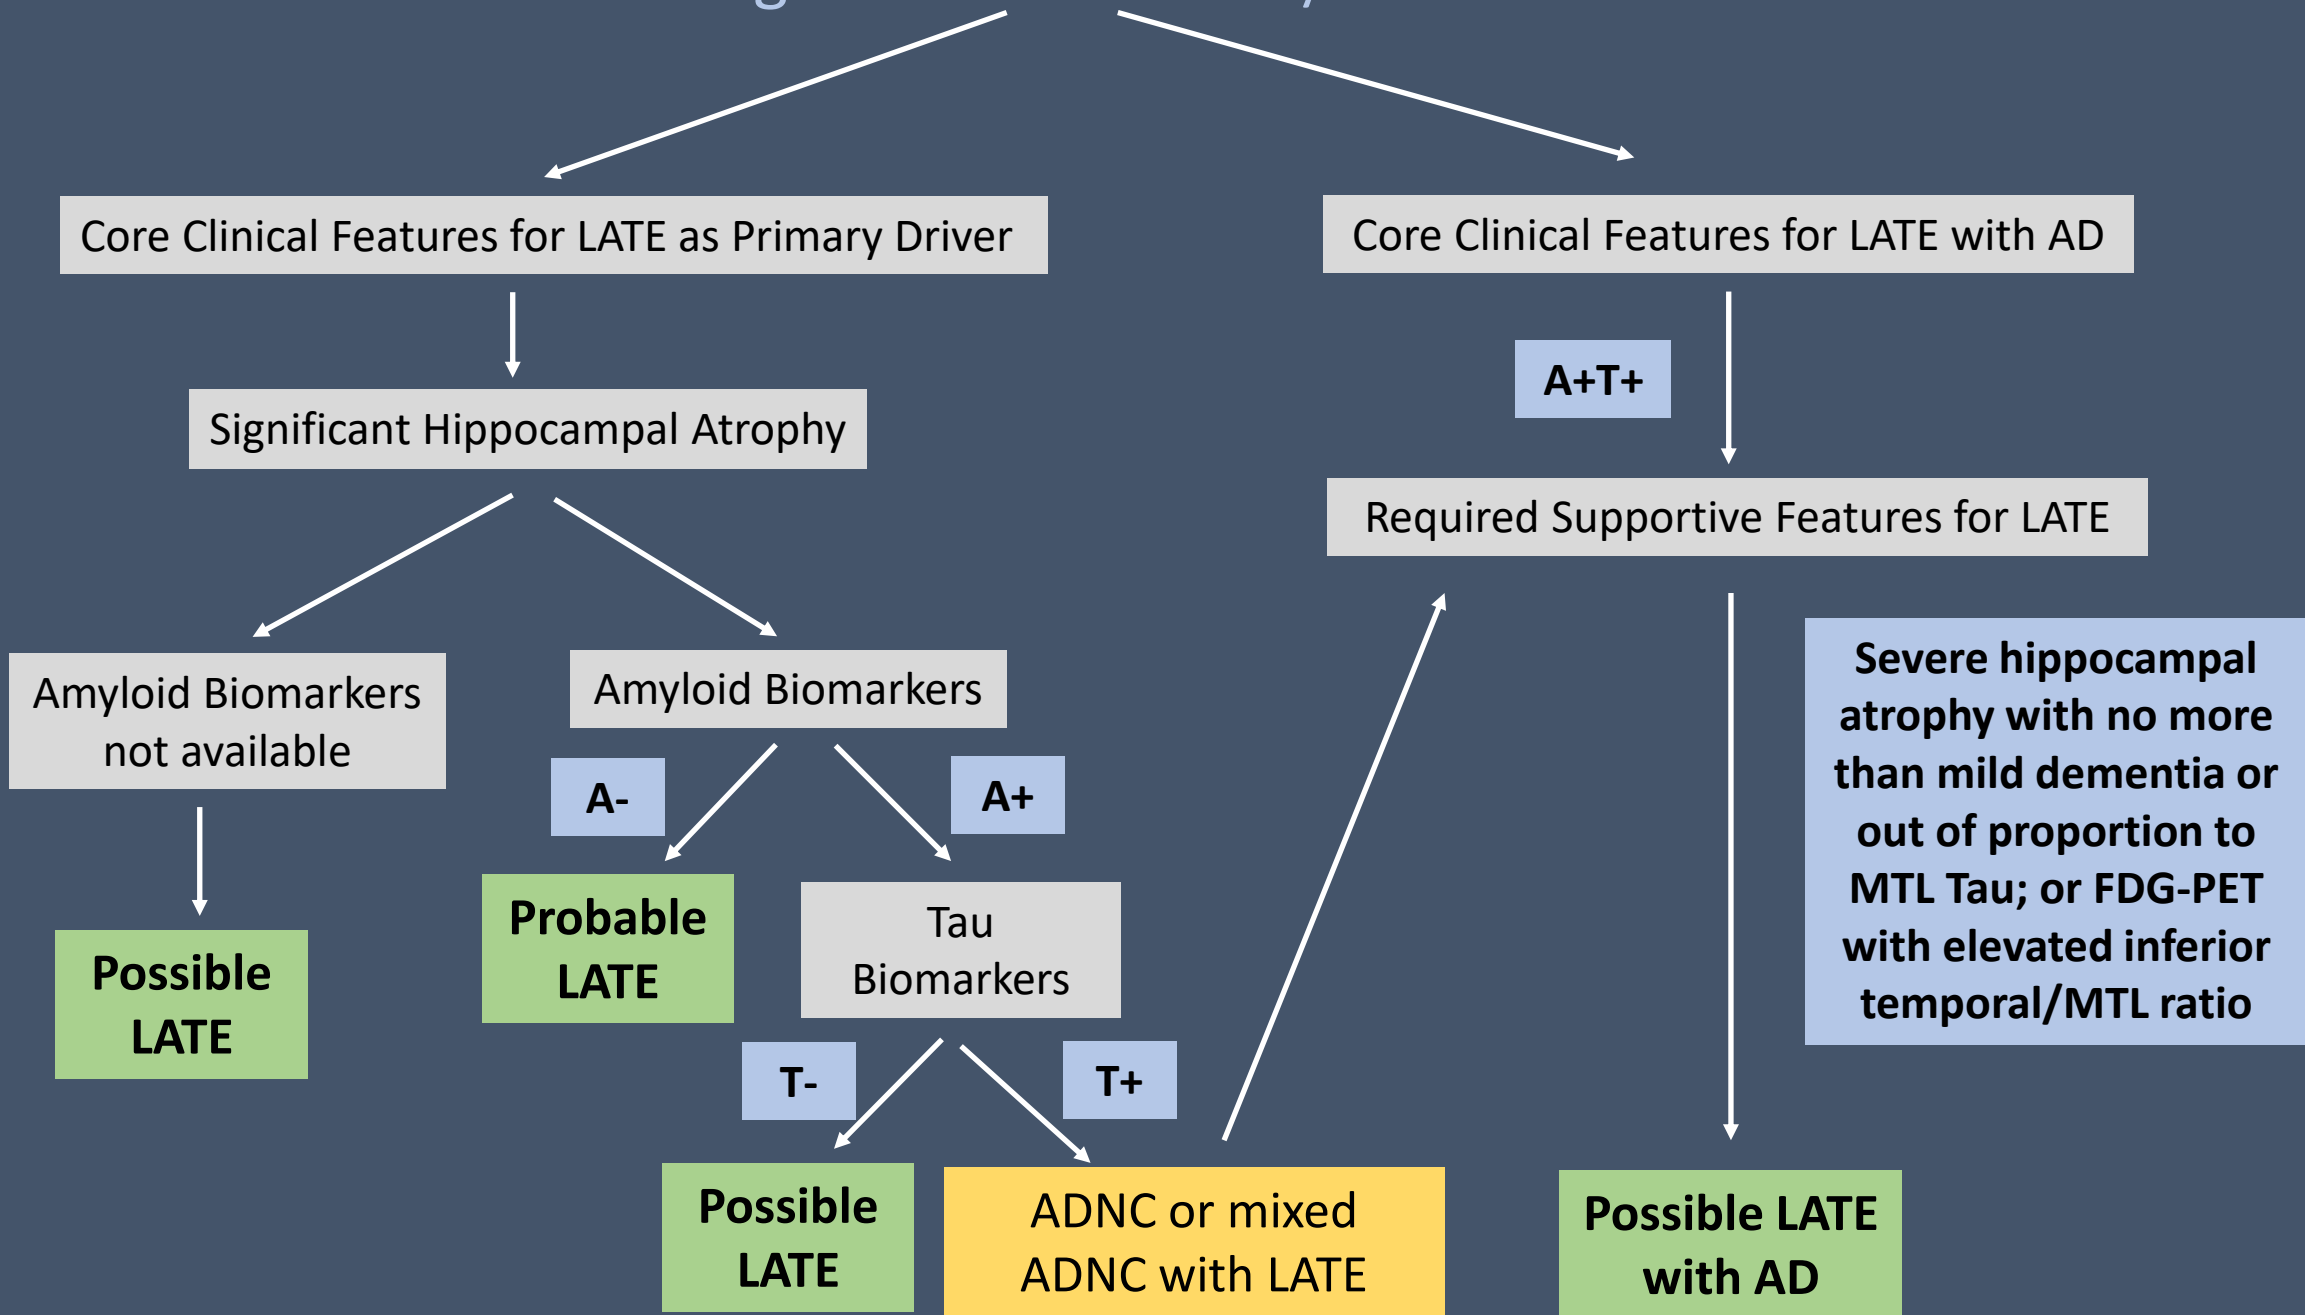 Core Clinical Features for LATE as Primary Driver
Core Clinical Features for LATE with AD
A+T+
Significant Hippocampal Atrophy
Required Supportive Features for LATE
Amyloid Biomarkers
not available
Amyloid Biomarkers
Severe hippocampal
atrophy with no more
than mild dementia or
out of proportion to
MTL Tau; or FDG-PET
with elevated inferior
temporal/MTL ratio
A-
A+
Probable
LATE
Tau
Biomarkers
Possible
LATE
T-
T+
Possible
LATE
ADNC or mixed
ADNC with LATE
Possible LATE
with AD